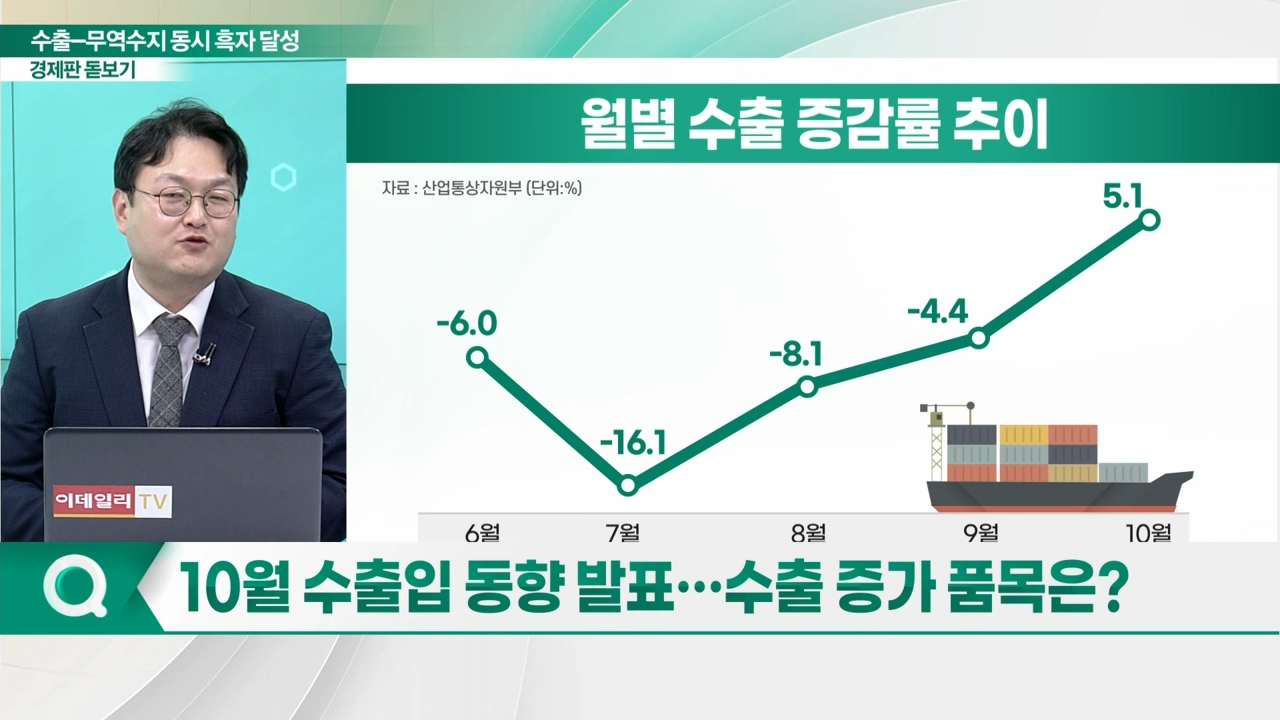 수출-무역수지 동시 흑자 달성
경제판 돋보기
월별 수출 증감률 추이
자료 : 산업통상자원부 (단위:%)
-6.0
-16.1
-8.1
-4.4
5.1
6월 7월 8월 9월 10월
이데일리 TV
10월 수출입 동향 발표…수출 증가 품목은?